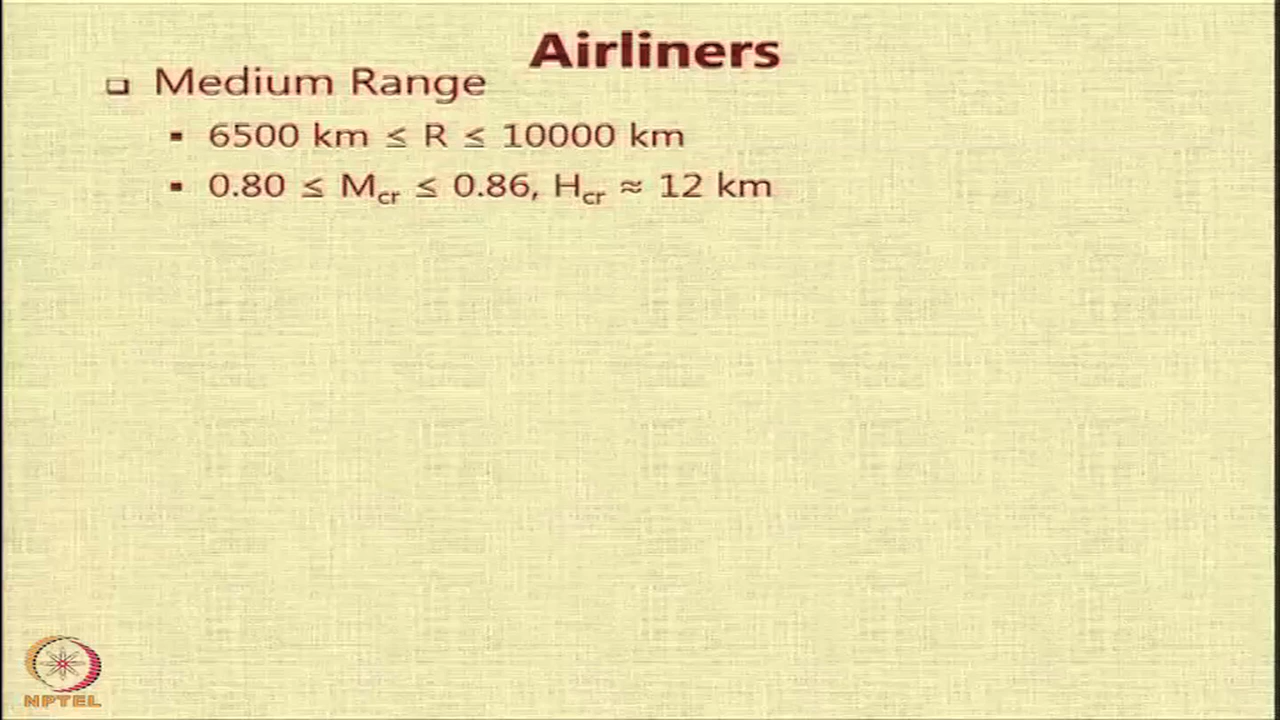 Airliners
❑ Medium Range
▪ 6500 km ≤ R ≤ 10000 km
▪ 0.80 ≤ Mcr ≤ 0.86, Hcr ≈ 12 km
NPTEL